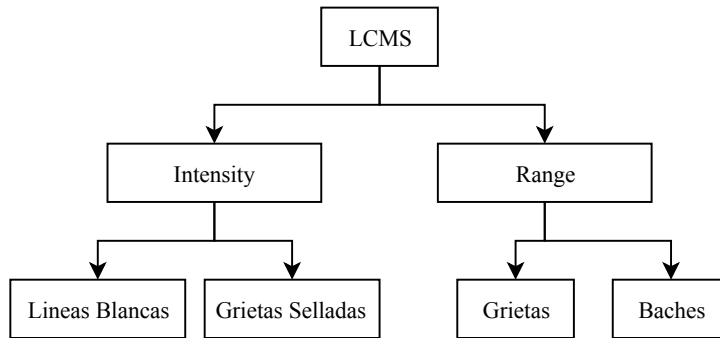 LCMS
Intensity
Range
Lineas Blancas
Grietas Selladas
Grietas
Baches